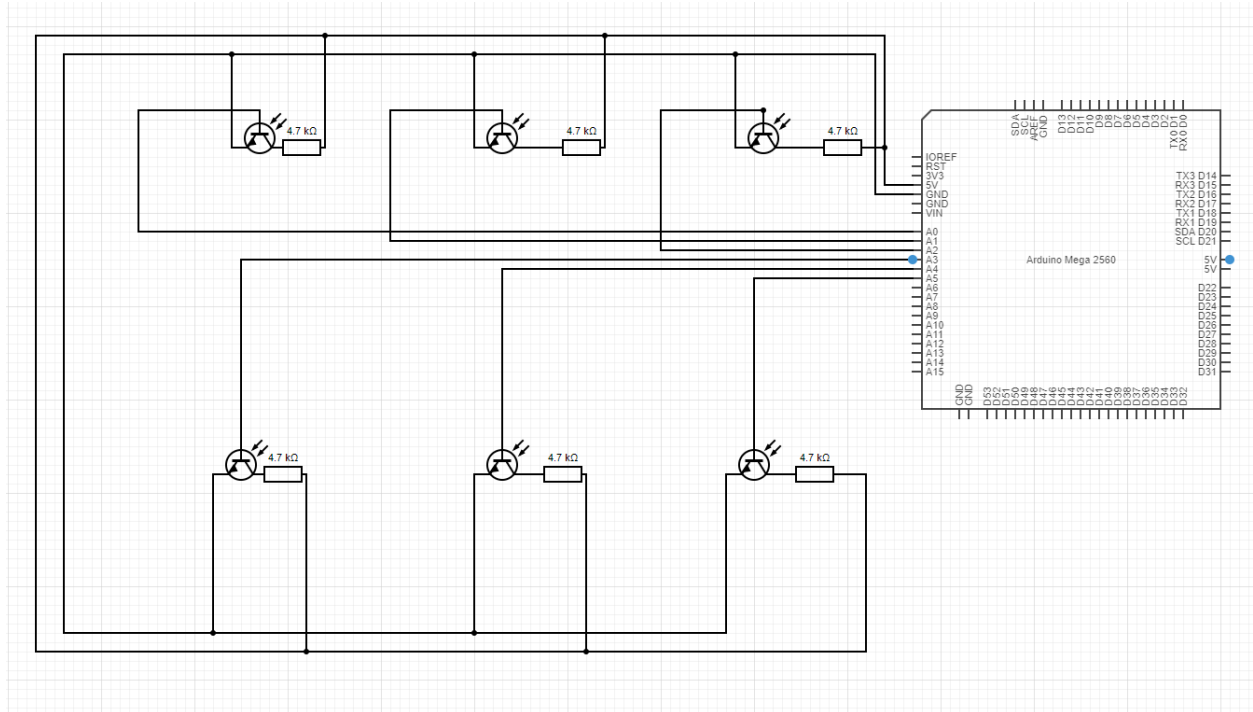 4.7 kΩ
4.7 kΩ
4.7 kΩ
SDA
SCL
AREF
GND
D13
D12
D11
D10
D9
D8
D7
D6
D5
D4
D3
D2
TX0 D1
RX0 D0
IOREF
RST
3V3
5V
GND
GND
VIN
A0
A1
A2
A3
A4
A5
A6
A7
A8
A9
A10
A11
A12
A13
A14
A15
Arduino Mega 2560
TX3 D14
RX3 D15
TX2 D16
RX2 D17
TX1 D18
RX1 D19
SDA D20
SCL D21
5V
5V
D22
D23
D24
D25
D26
D27
D28
D29
D30
D31
GND
GND
D53
D52
D51
D50
D49
D48
D47
D46
D45
D44
D43
D42
D41
D40
D39
D38
D37
D36
D35
D34
D33
D32
4.7 kΩ
4.7 kΩ
4.7 kΩ